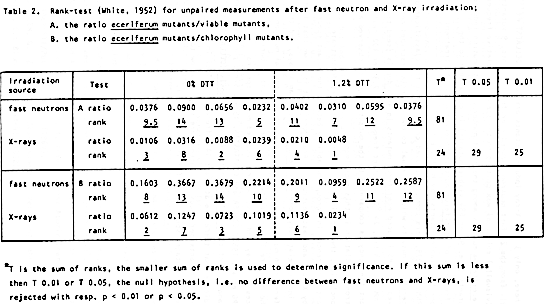 Table 2. Rank-test (White, 1952) for unpaired measurements after fast neutron and X-ray irradiation;
A. the ratio eceriferum mutants/viable mutants.
B. the ratio eceriferum mutants/chlorophyll mutants.
Irradiation source Test 0% DTT 1.2% DTT T* T 0.05 T 0.01
fast neutrons A ratio 0.0376 0.0900 0.0656 0.0232 0.0402 0.0310 0.0595 0.0376
rank 9.5 14 13 5 11 7 12 9.5 81
X-rays ratio 0.0106 0.0316 0.0088 0.0239 0.0210 0.0048
rank 3 8 2 6 4 1 24 29 25
fast neutrons B ratio 0.1603 0.3667 0.3679 0.2214 0.2011 0.0959 0.2522 0.2587
rank 8 13 14 10 9 4 11 12 81
X-rays ratio 0.0612 0.1247 0.0723 0.1019 0.1136 0.0234
rank 2 7 3 5 6 1 24 29 25
*T is the sum of ranks, the smaller sum of ranks is used to determine significance. If this sum is less
then T 0.01 or T 0.05, the null hypothesis, i.e. no difference between fast neutrons and X-rays, is
rejected with resp. p < 0.01 or p < 0.05.